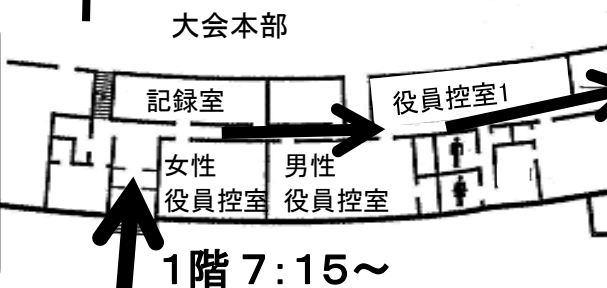 大会本部
記録室
役員控室1
女性
役員控室
男性
役員控室
1階 7:15～